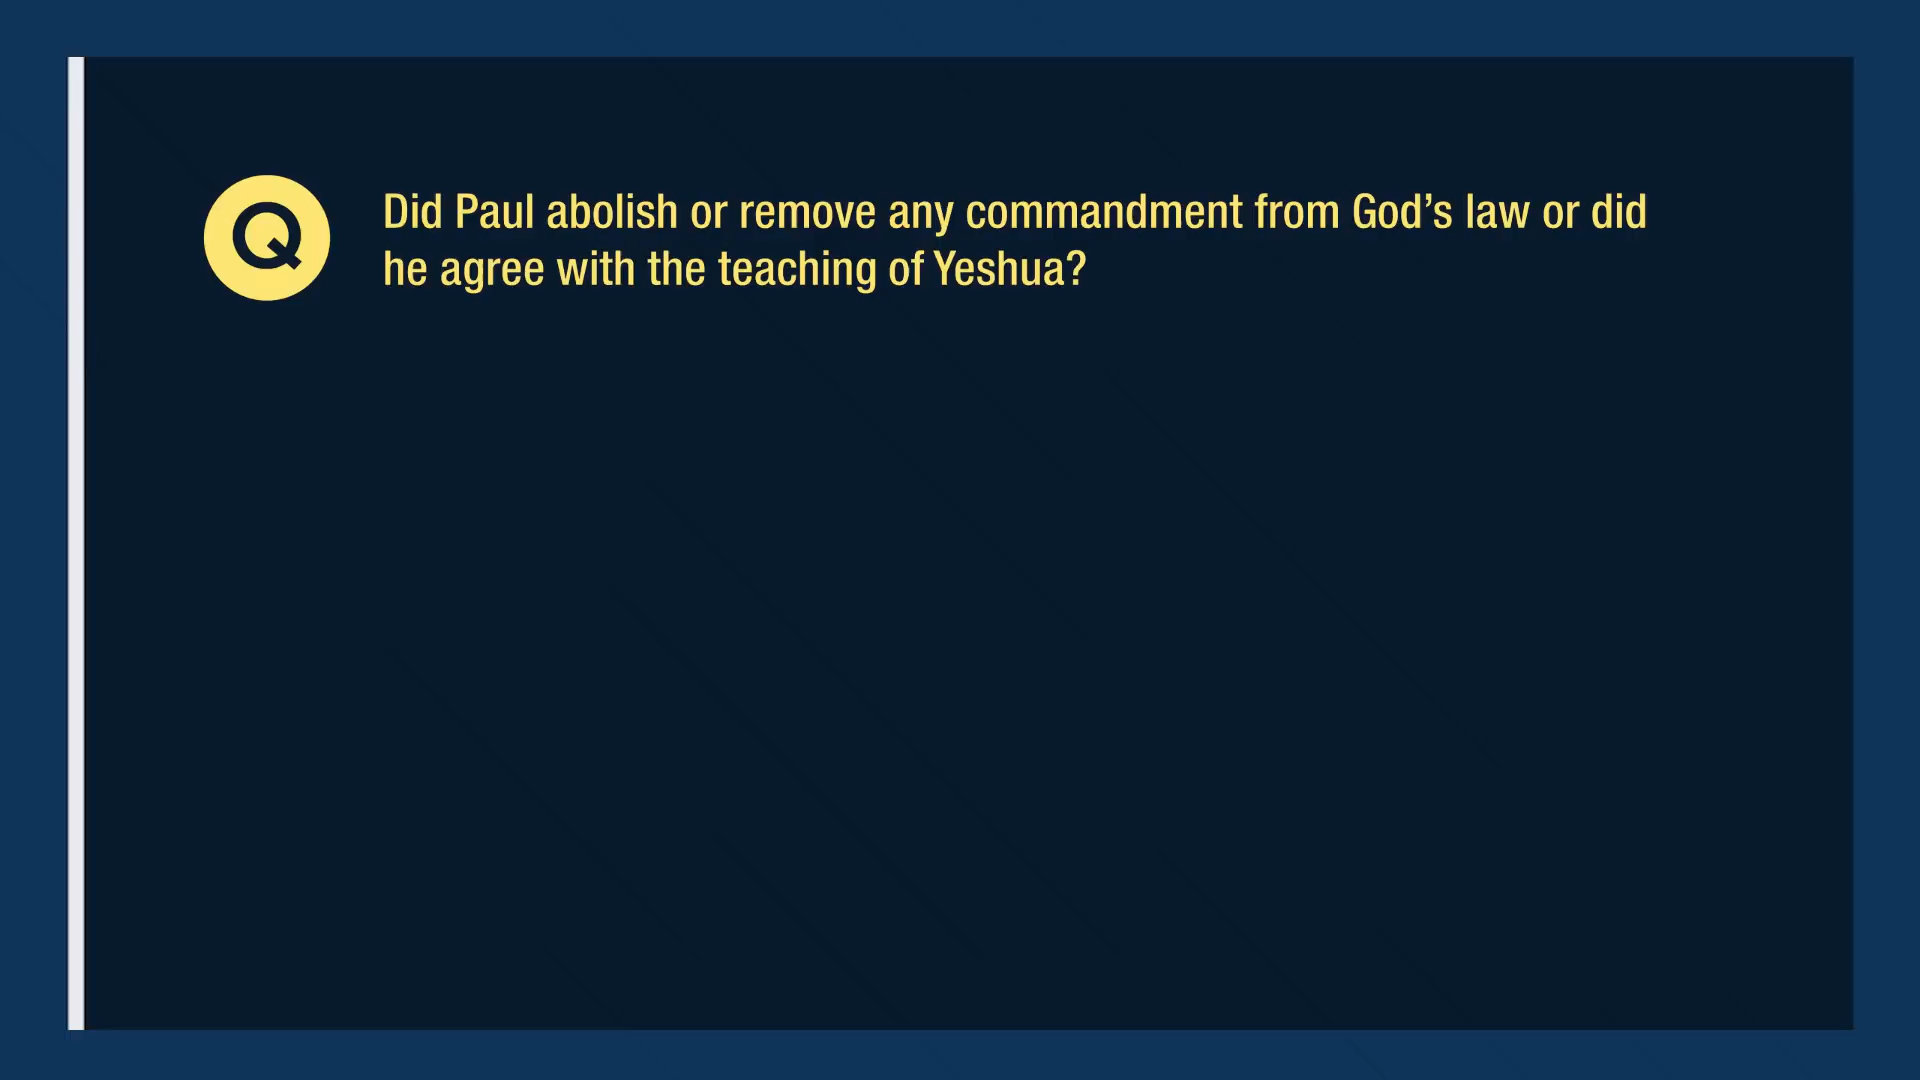 Q
Did Paul abolish or remove any commandment from God’s law or did
he agree with the teaching of Yeshua?